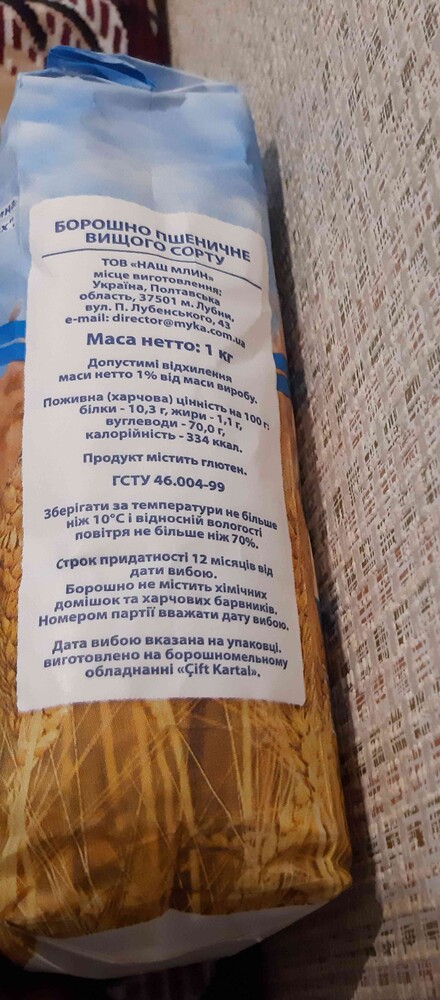 БОРОШНО ПШЕНИЧНЕ
ВИЩОГО СОРТУ
ТОВ «НАШ МЛИН»
місце виготовлення:
Україна, Полтавська
область, 37501 м. Лубни,
вул. П. Лубенського, 43
e-mail: director@myka.com.ua
Маса нетто: 1 кг
Допустимі відхилення
маси нетто 1% від маси виробу.
Поживна (харчова) цінність на 100 г:
білки - 10,3 г, жири - 1,1 г,
вуглеводи - 70,0 г,
калорійність - 334 ккал.
Продукт містить глютен.
ГСТУ 46.004-99
Зберігати за температури не більше
ніж 10°С і відносній вологості
повітря не більше ніж 70%.
Строк придатності 12 місяців від
дати вибою.
Борошно не містить хімічних
домішок та харчових барвників.
Номером партії вважати дату вибою.
Дата вибою вказана на упаковці.
виготовлено на борошномельному
обладнанні «Çift Kartal».